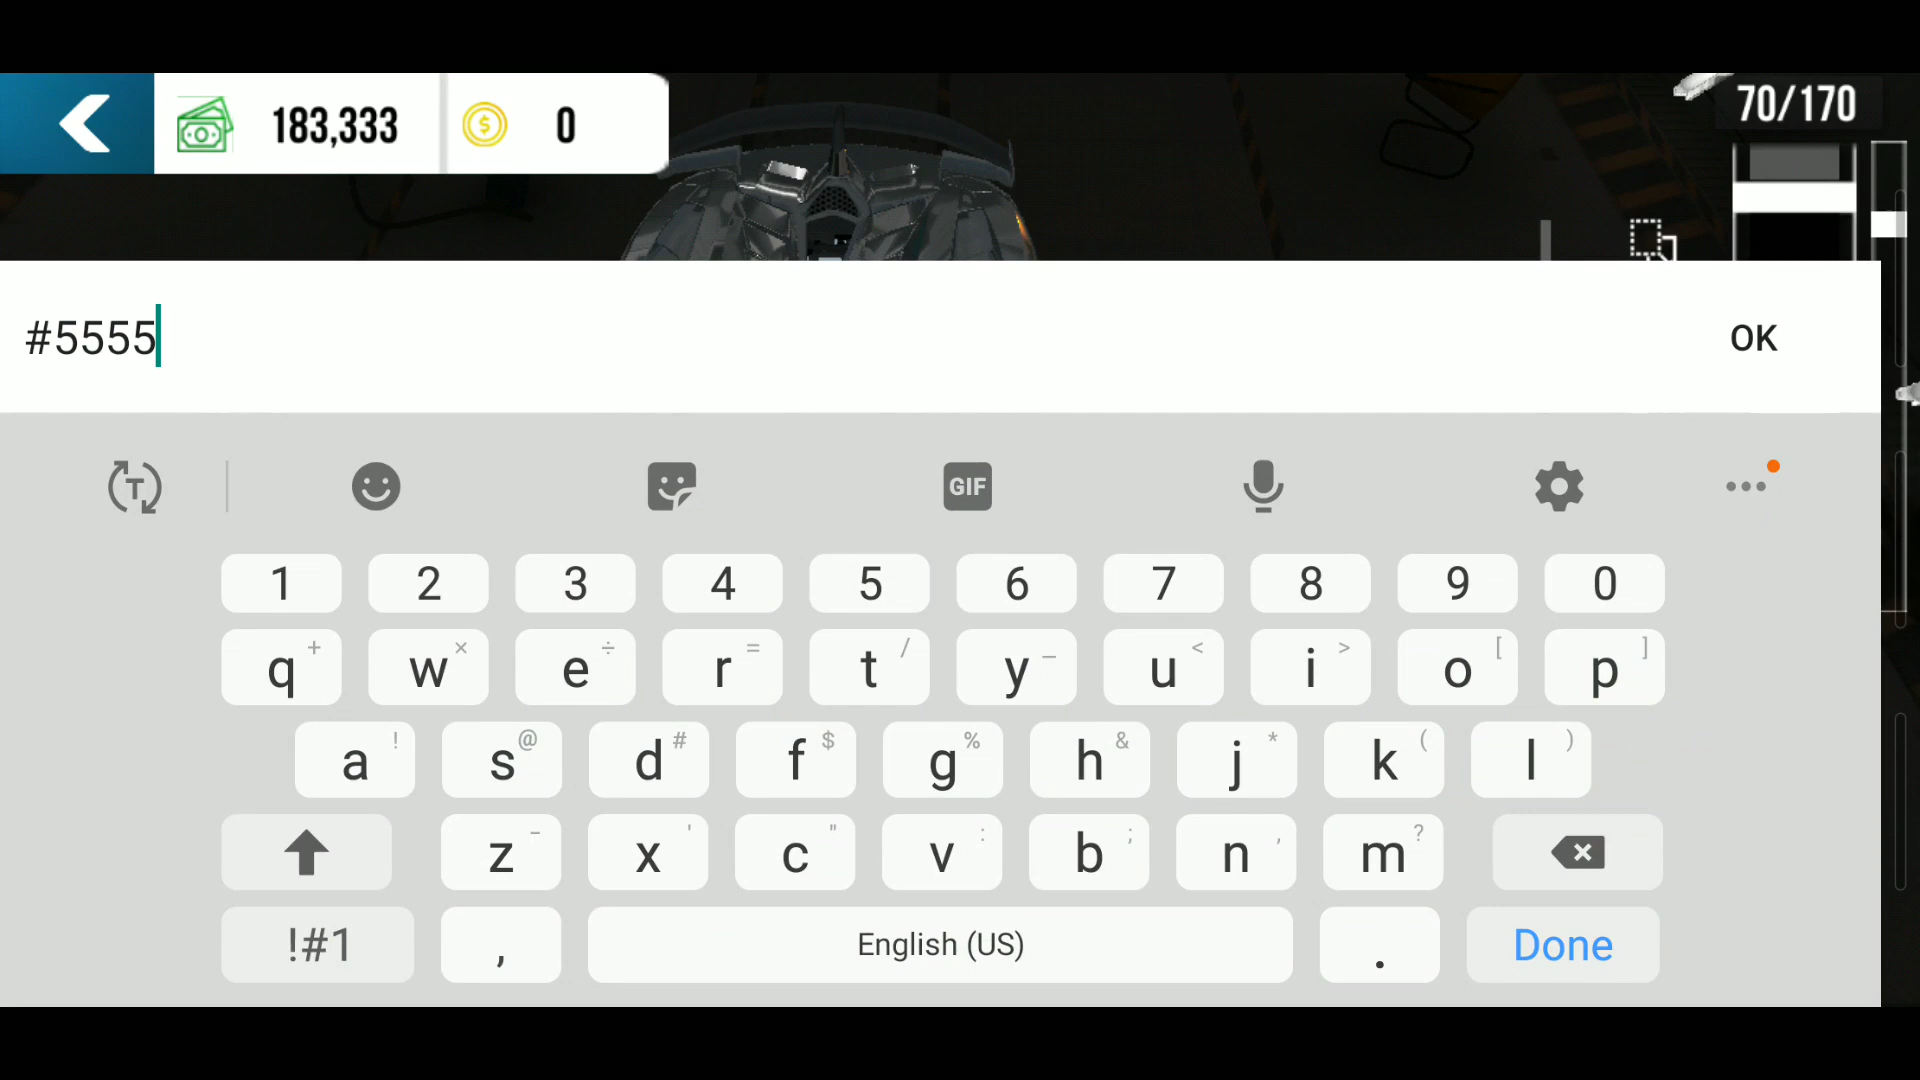 183,333 0 70/170
#5555 OK
GIF
1 2 3 4 5 6 7 8 9 0
q + w × e ÷ r = t / y _ u < i > o [ p ]
a ! s @ d # f $ g % h & j * k ( l )
z - x ' c " v : b ; n , m ?
!#1 , English (US) . Done